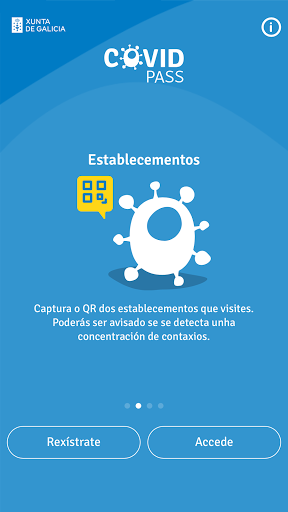 XUNTA
DE GALICIA
COVID
PASS
Establecementos
Captura o QR dos establecementos que visites.
Poderás ser avisado se se detecta unha
concentración de contaxios.
Rexístrate
Accede